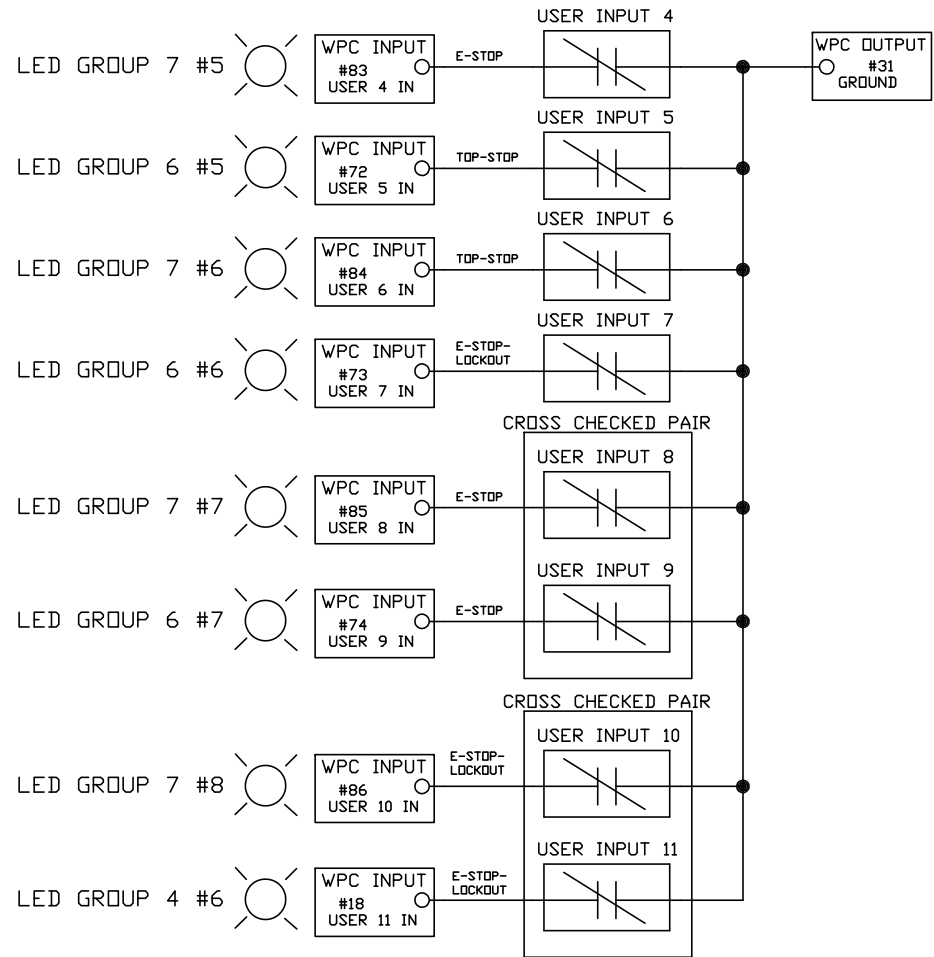 USER INPUT 4
LED GROUP 7 #5
WPC INPUT
#83
USER 4 IN
E-STOP
WPC OUTPUT
#31
GROUND
USER INPUT 5
LED GROUP 6 #5
WPC INPUT
#72
USER 5 IN
TOP-STOP
USER INPUT 6
LED GROUP 7 #6
WPC INPUT
#84
USER 6 IN
TOP-STOP
USER INPUT 7
LED GROUP 6 #6
WPC INPUT
#73
USER 7 IN
E-STOP-
LOCKOUT
CROSS CHECKED PAIR
USER INPUT 8
LED GROUP 7 #7
WPC INPUT
#85
USER 8 IN
E-STOP
USER INPUT 9
LED GROUP 6 #7
WPC INPUT
#74
USER 9 IN
E-STOP
CROSS CHECKED PAIR
USER INPUT 10
LED GROUP 7 #8
WPC INPUT
#86
USER 10 IN
E-STOP-
LOCKOUT
USER INPUT 11
LED GROUP 4 #6
WPC INPUT
#18
USER 11 IN
E-STOP-
LOCKOUT